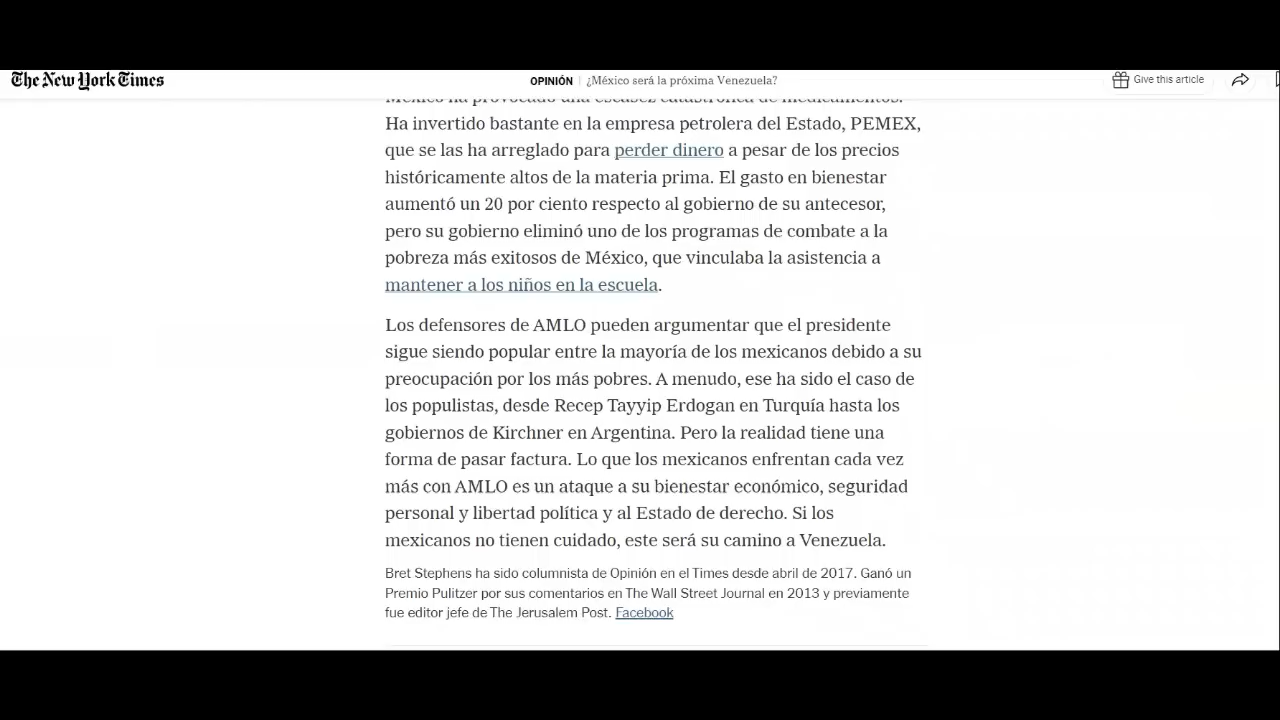 The New York Times
OPINIÓN | ¿México será la próxima Venezuela?
Give this article
México ha provocado una escasez catastrófica de medicamentos.
Ha invertido bastante en la empresa petrolera del Estado, PEMEX,
que se las ha arreglado para perder dinero a pesar de los precios
históricamente altos de la materia prima. El gasto en bienestar
aumentó un 20 por ciento respecto al gobierno de su antecesor,
pero su gobierno eliminó uno de los programas de combate a la
pobreza más exitosos de México, que vinculaba la asistencia a
mantener a los niños en la escuela.
Los defensores de AMLO pueden argumentar que el presidente
sigue siendo popular entre la mayoría de los mexicanos debido a su
preocupación por los más pobres. A menudo, ese ha sido el caso de
los populistas, desde Recep Tayyip Erdogan en Turquía hasta los
gobiernos de Kirchner en Argentina. Pero la realidad tiene una
forma de pasar factura. Lo que los mexicanos enfrentan cada vez
más con AMLO es un ataque a su bienestar económico, seguridad
personal y libertad política y al Estado de derecho. Si los
mexicanos no tienen cuidado, este será su camino a Venezuela.
Bret Stephens ha sido columnista de Opinión en el Times desde abril de 2017. Ganó un
Premio Pulitzer por sus comentarios en The Wall Street Journal en 2013 y previamente
fue editor jefe de The Jerusalem Post. Facebook